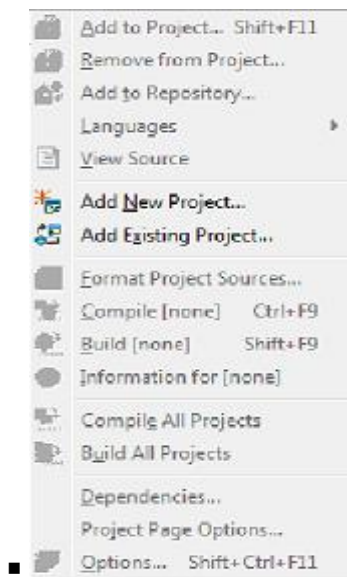 Add to Project... Shift+F11
Remove from Project...
Add to Repository...
Languages
View Source
Add New Project...
Add Existing Project...
Format Project Sources...
Compile [none] Ctrl+F9
Build [none] Shift+F9
Information for [none]
Compile All Projects
Build All Projects
Dependencies...
Project Page Options...
Options... Shift+Ctrl+F11